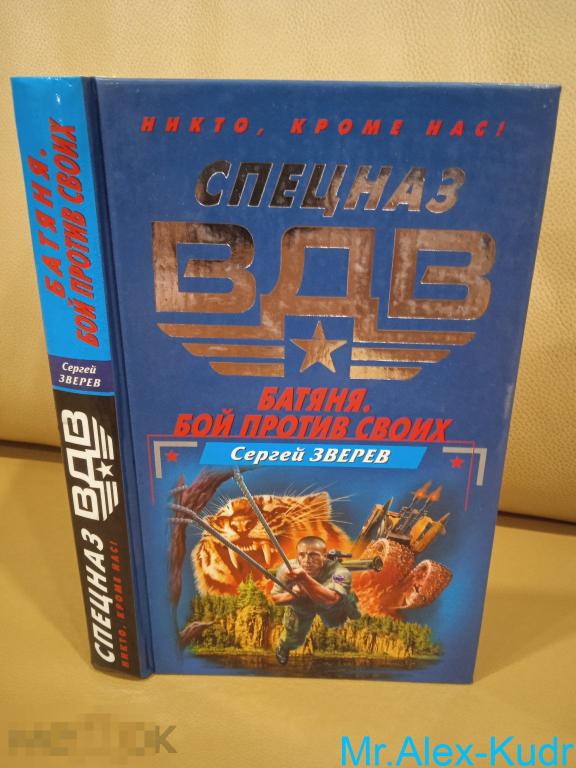 НИКТО, КРОМЕ НАС!
СПЕЦНАЗ
ВДВ
БАТЯНЯ.
БОЙ ПРОТИВ СВОИХ
Сергей ЗВЕРЕВ
БАТЯНЯ.
БОЙ ПРОТИВ СВОИХ
Сергей
ЗВЕРЕВ
СПЕЦНАЗ ВДВ
НИКТО, КРОМЕ НАС!
Mr.Alex-Kudr